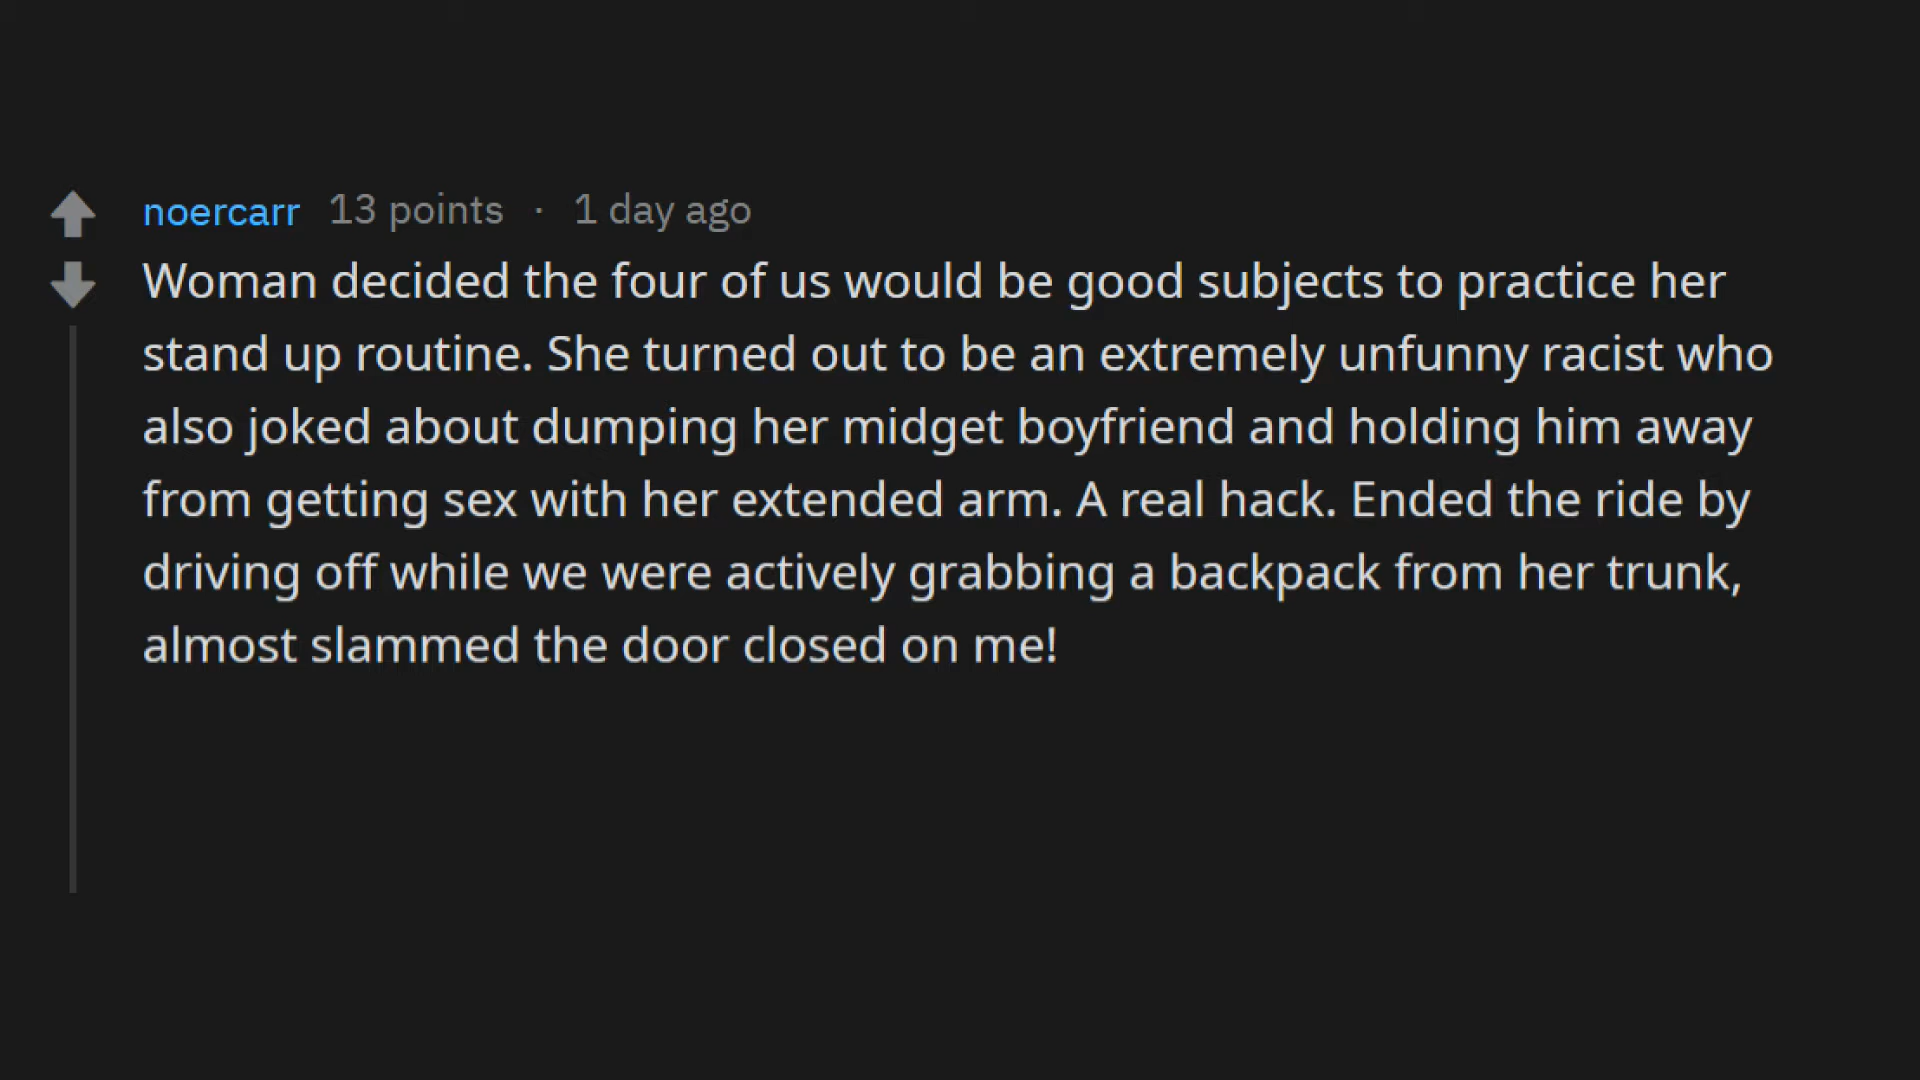 noercarr 13 points · 1 day ago
Woman decided the four of us would be good subjects to practice her
stand up routine. She turned out to be an extremely unfunny racist who
also joked about dumping her midget boyfriend and holding him away
from getting sex with her extended arm. A real hack. Ended the ride by
driving off while we were actively grabbing a backpack from her trunk,
almost slammed the door closed on me!